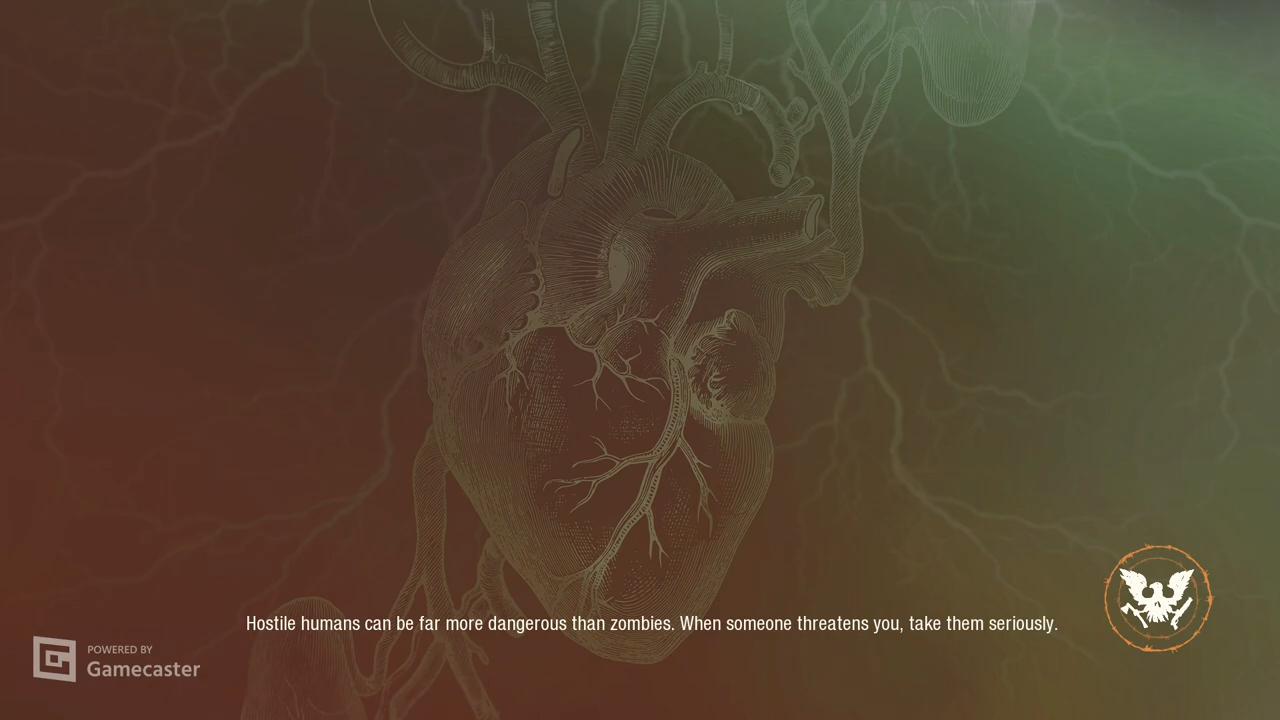 Hostile humans can be far more dangerous than zombies. When someone threatens you, take them seriously.
POWERED BY
Gamecaster